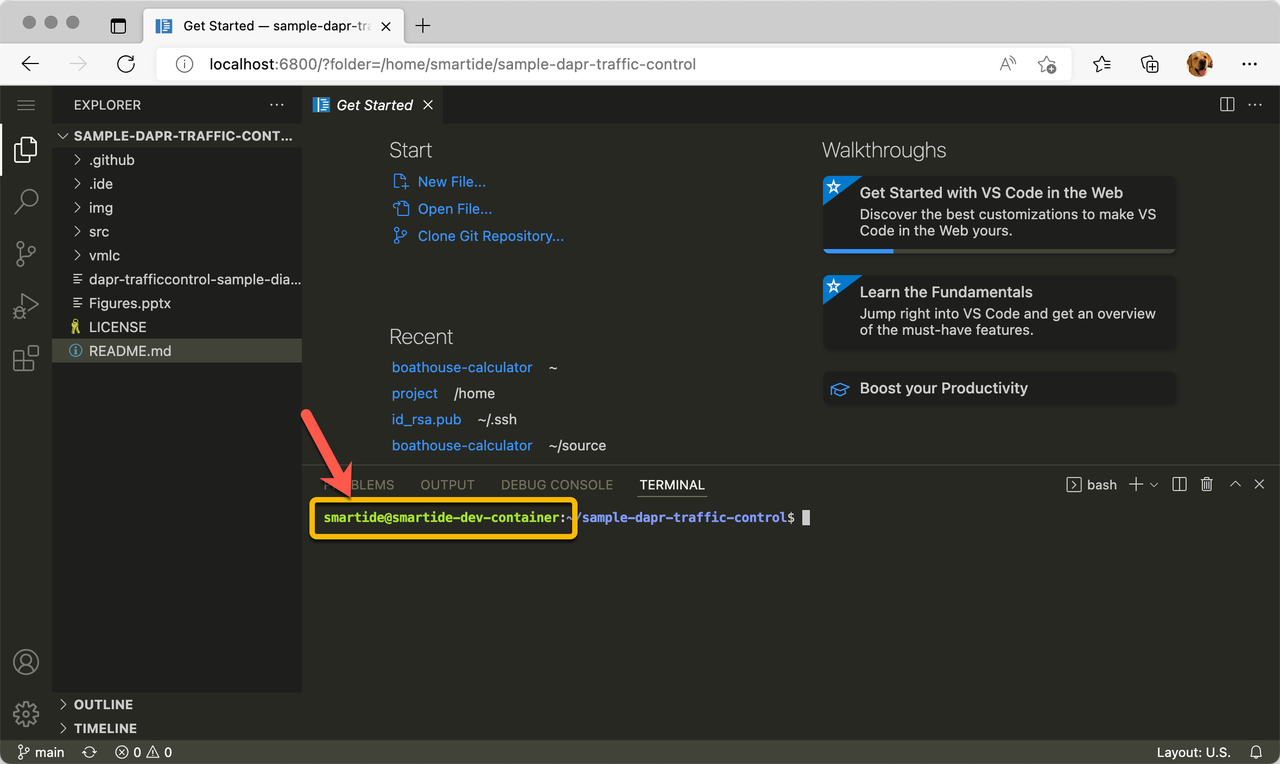 Get Started — sample-dapr-tra
localhost:6800/?folder=/home/smartide/sample-dapr-traffic-control
EXPLORER
SAMPLE-DAPR-TRAFFIC-CONT...
.github
.ide
img
src
vmlc
dapr-trafficcontrol-sample-dia...
Figures.pptx
LICENSE
README.md
OUTLINE
TIMELINE
Get Started
Start
New File...
Open File...
Clone Git Repository...
Recent
boathouse-calculator ~
project /home
id_rsa.pub ~/.ssh
boathouse-calculator ~/source
Walkthroughs
Get Started with VS Code in the Web
Discover the best customizations to make VS
Code in the Web yours.
Learn the Fundamentals
Jump right into VS Code and get an overview
of the must-have features.
Boost your Productivity
PROBLEMS OUTPUT DEBUG CONSOLE TERMINAL bash
smartide@smartide-dev-container:~/sample-dapr-traffic-control$
main 0 0 Layout: U.S.